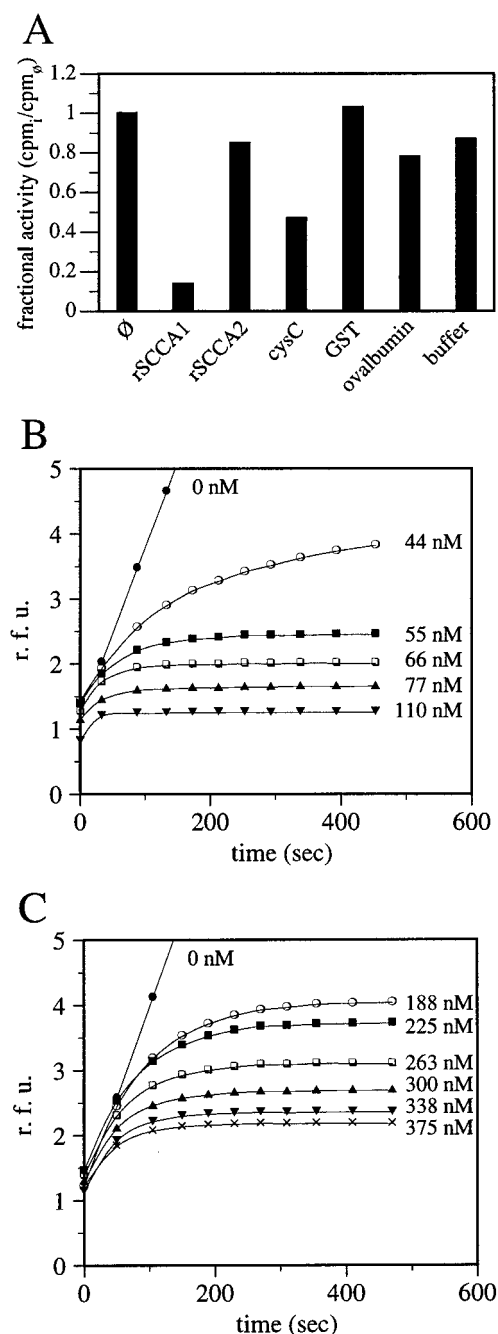 A
fractional activity (cpmi/cpmø)
1.2
1
0.8
0.6
0.4
0.2
0
Ø
rSCCA1
rSCCA2
cysC
GST
ovalbumin
buffer
B
r. f. u.
5
4
3
2
1
0
0 nM
44 nM
55 nM
66 nM
77 nM
110 nM
0 200 400 600
time (sec)
C
r. f. u.
5
4
3
2
1
0
0 nM
188 nM
225 nM
263 nM
300 nM
338 nM
375 nM
0 200 400 600
time (sec)